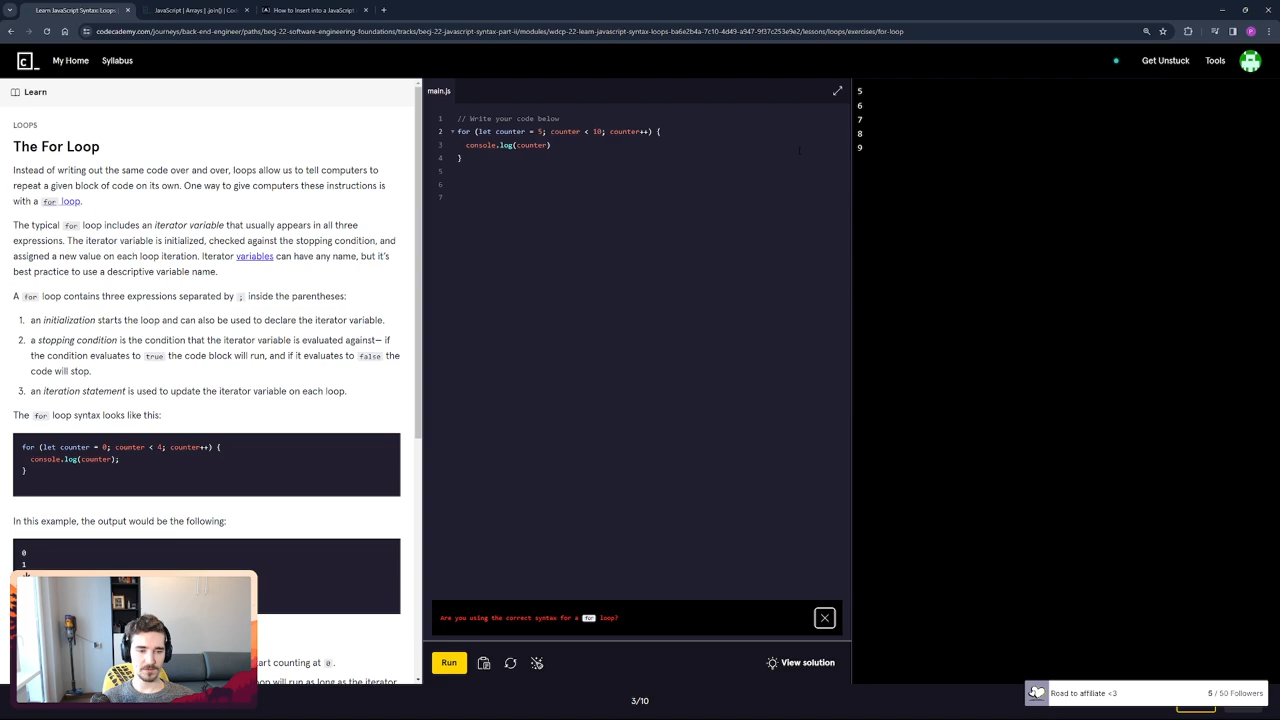 Learn JavaScript Syntax: Loops
JavaScript | Arrays | .join() | Co
How to Insert into a JavaScript
codecademy.com/journeys/back-end-engineer/paths/becj-22-software-engineering-foundations/tracks/becj-22-javascript-syntax-part-ii/modules/wdcp-22-learn-javascript-syntax-loops-ba6e2b4a-7c10-4d49-a947-9f37c253e9e2/lessons/loops/exercises/for-loop
My Home Syllabus
Get Unstuck Tools
Learn
LOOPS
The For Loop
Instead of writing out the same code over and over, loops allow us to tell computers to
repeat a given block of code on its own. One way to give computers these instructions is
with a for loop.
The typical for loop includes an iterator variable that usually appears in all three
expressions. The iterator variable is initialized, checked against the stopping condition, and
assigned a new value on each loop iteration. Iterator variables can have any name, but it's
best practice to use a descriptive variable name.
A for loop contains three expressions separated by ; inside the parentheses:
1. an initialization starts the loop and can also be used to declare the iterator variable.
2. a stopping condition is the condition that the iterator variable is evaluated against— if
the condition evaluates to true the code block will run, and if it evaluates to false the
code will stop.
3. an iteration statement is used to update the iterator variable on each loop.
The for loop syntax looks like this:
for (let counter = 0; counter < 4; counter++) {
console.log(counter);
}
In this example, the output would be the following:
0
1
tart counting at 0.
oop will run as long as the iterator
main.js
1 // Write your code below
2 for (let counter = 5; counter < 10; counter++) {
3 console.log(counter)
4 }
5
6
7
Are you using the correct syntax for a for loop?
Run
View solution
5
6
7
8
9
3/10
Road to affiliate <3 5 / 50 Followers